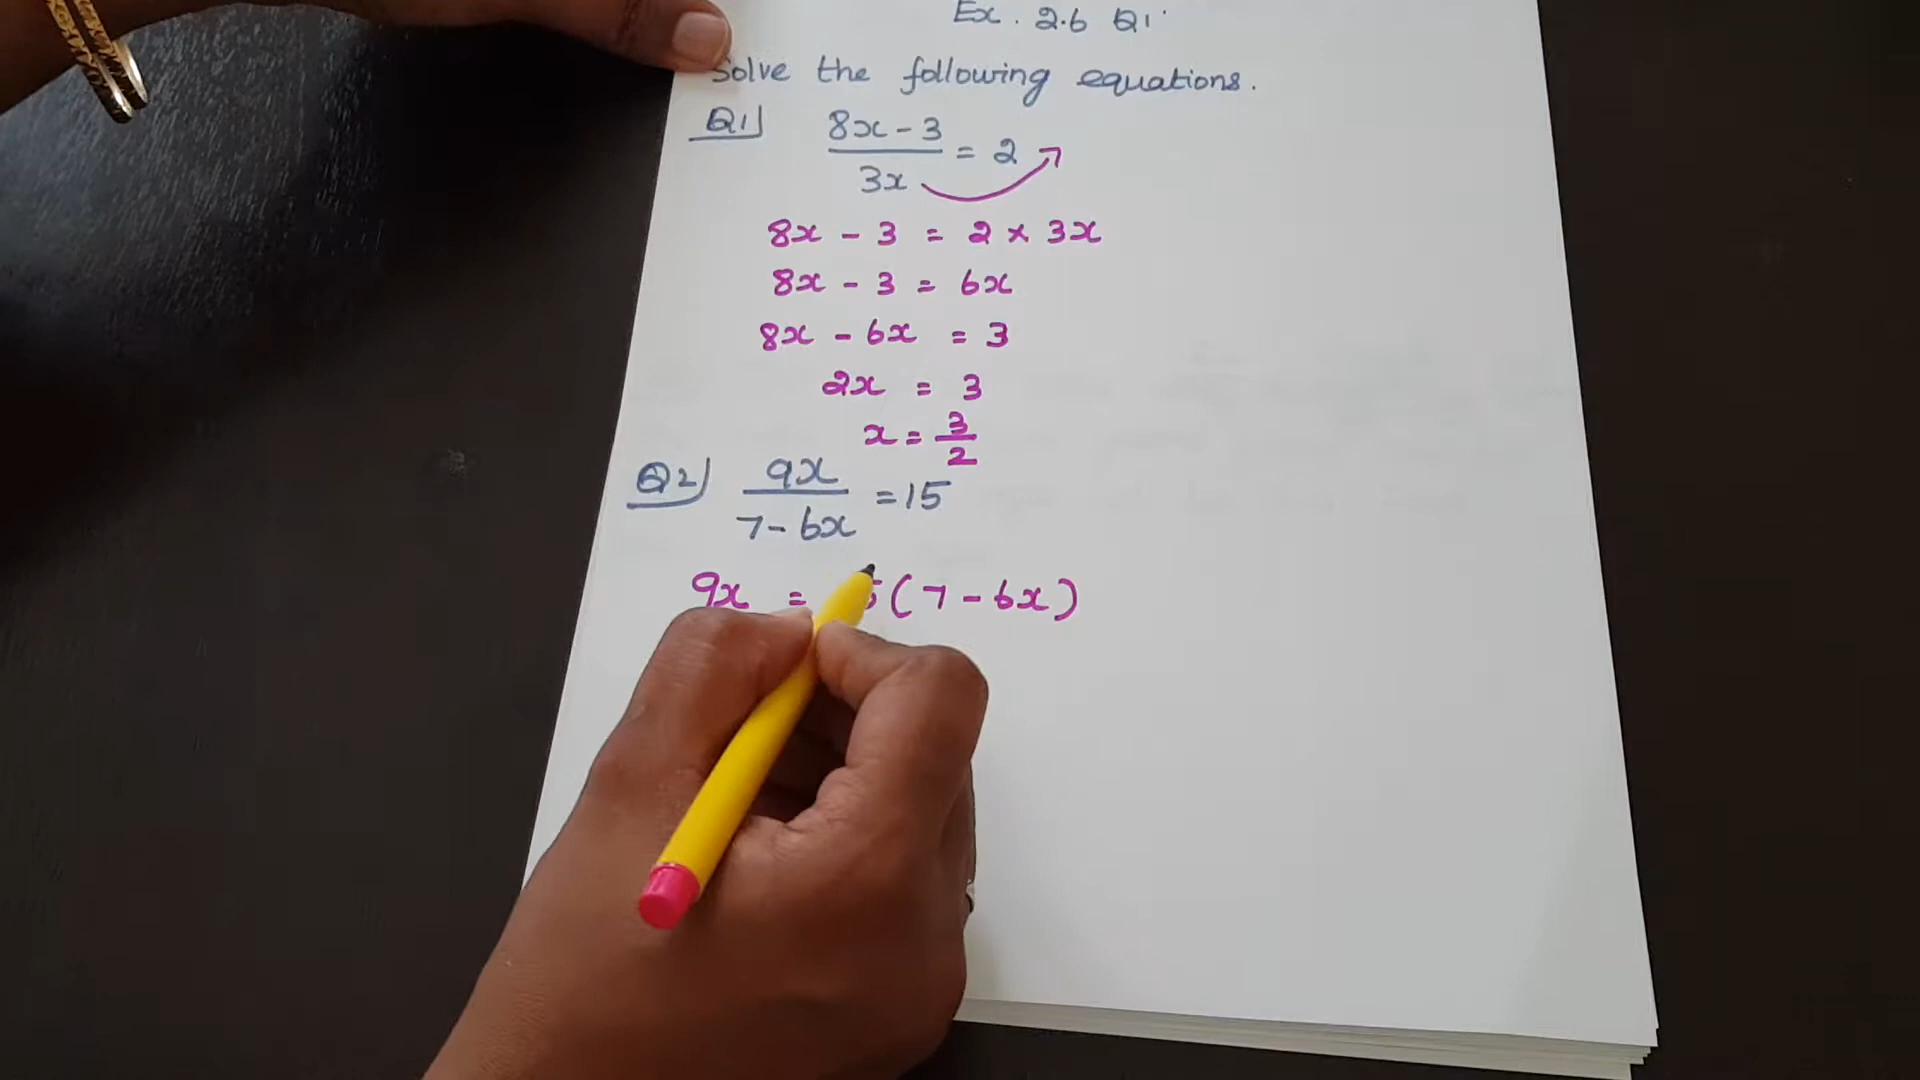 Ex. 2.6 Q1.
Solve the following equations.
Q1) (8x - 3)/(3x) = 2
8x - 3 = 2 × 3x
8x - 3 = 6x
8x - 6x = 3
2x = 3
x = 3/2
Q2) (9x)/(7 - 6x) = 15
9x = 5(7 - 6x)